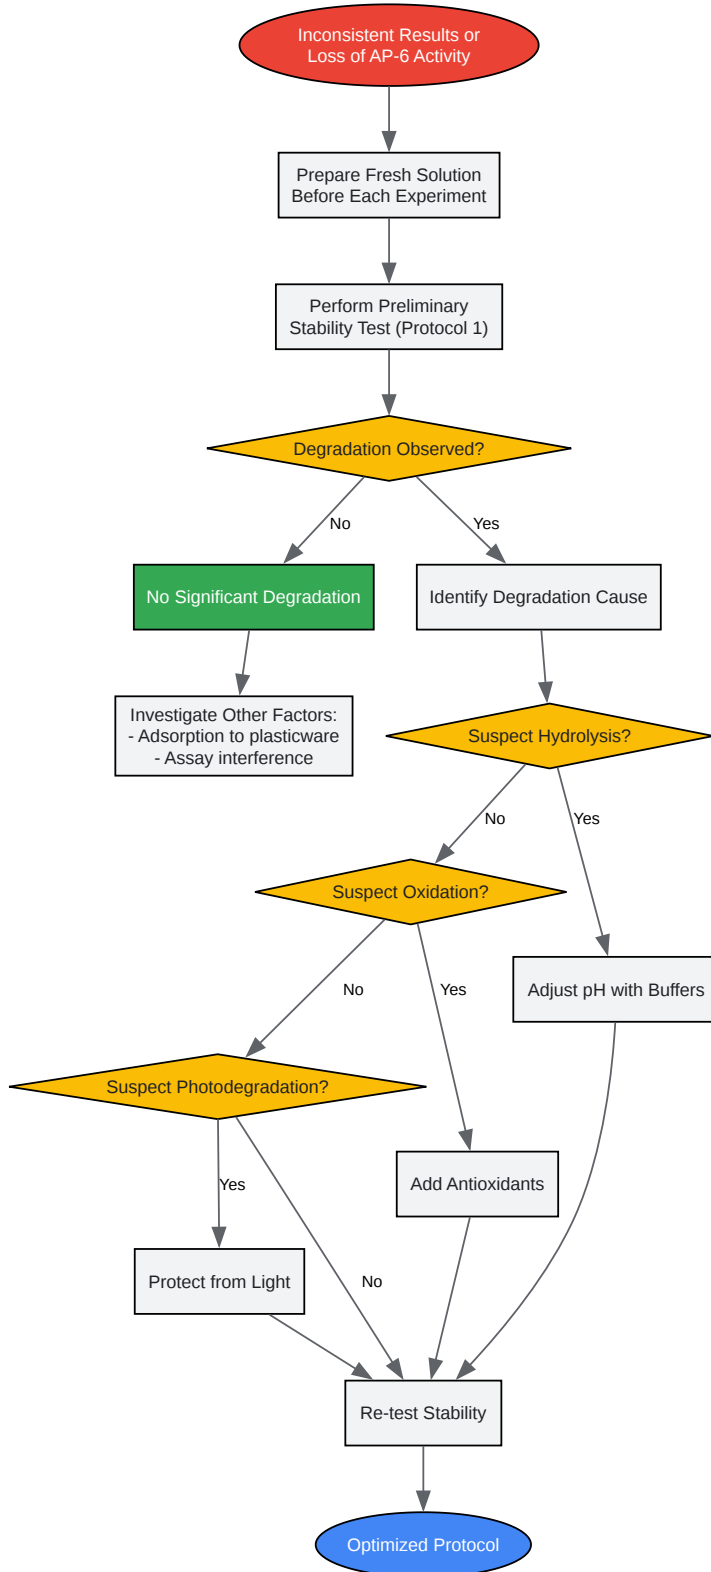 Inconsistent Results or
Loss of AP-6 Activity
Prepare Fresh Solution
Before Each Experiment
Perform Preliminary
Stability Test (Protocol 1)
Degradation Observed?
No
Yes
No Significant Degradation
Identify Degradation Cause
Investigate Other Factors:
- Adsorption to plasticware
- Assay interference
Suspect Hydrolysis?
No
Yes
Suspect Oxidation?
No
Yes
Adjust pH with Buffers
Suspect Photodegradation?
Yes
Add Antioxidants
Protect from Light
No
Re-test Stability
Optimized Protocol